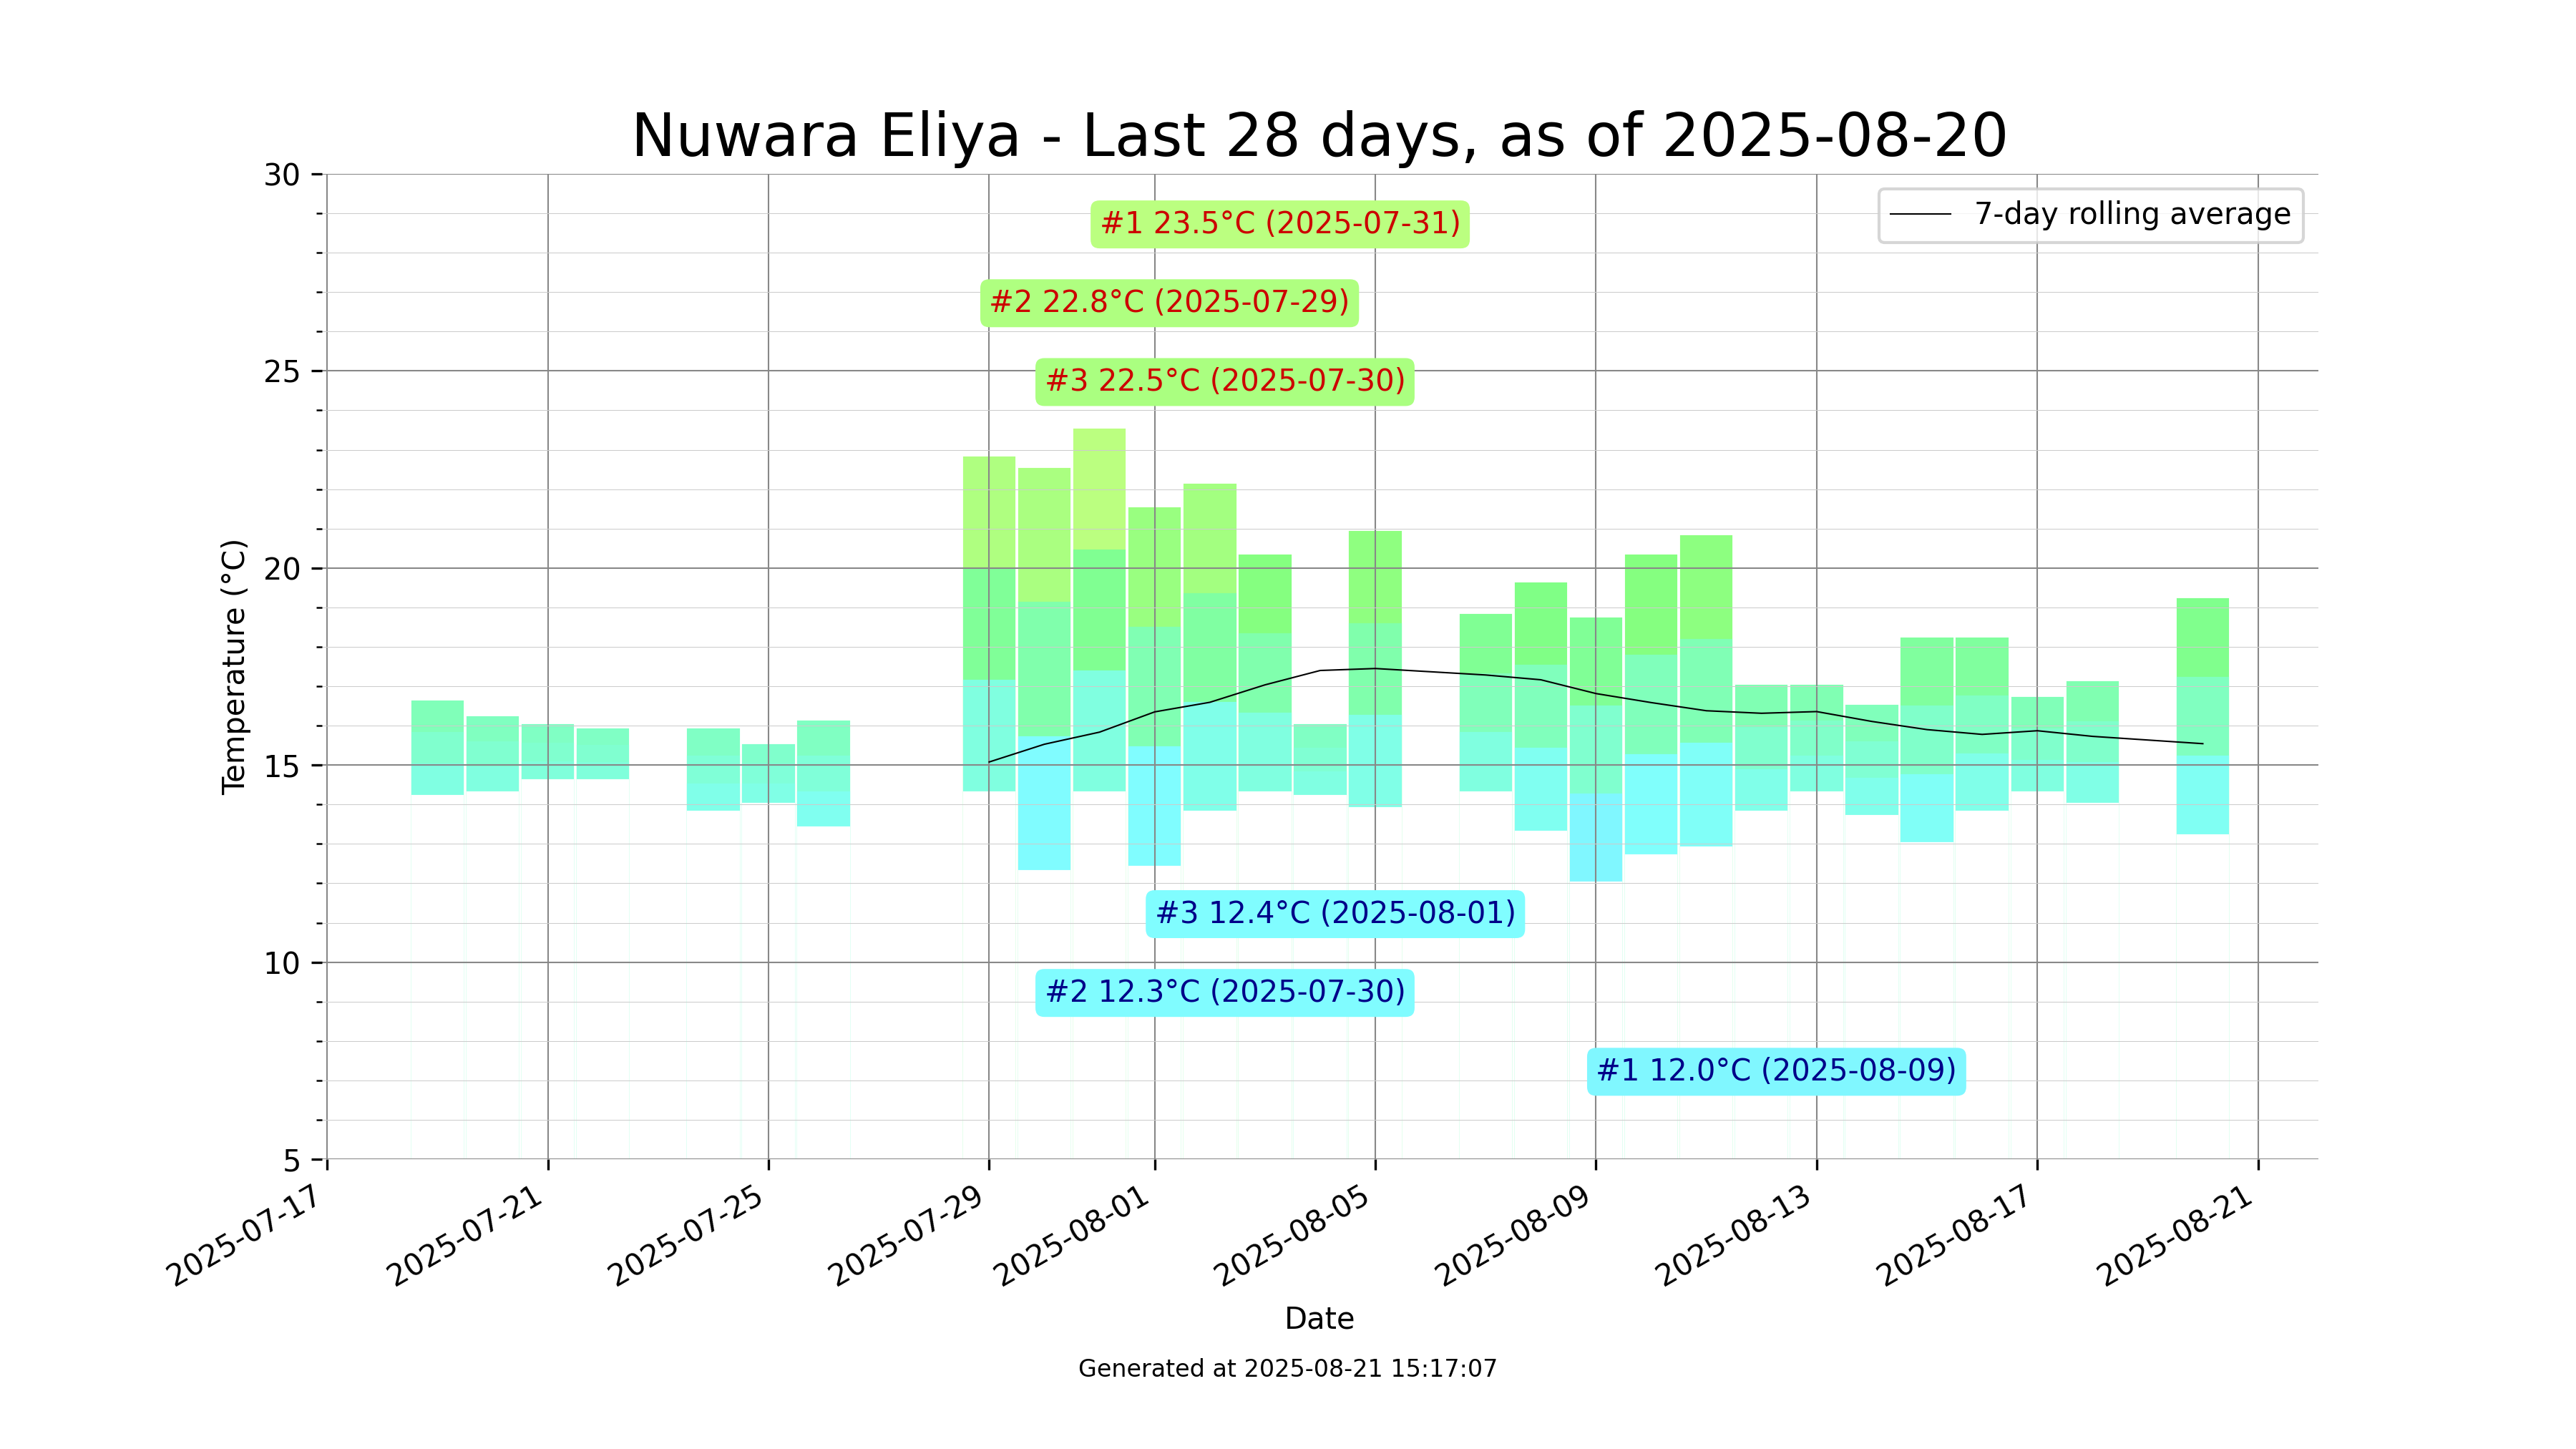 Nuwara Eliya - Last 28 days, as of 2025-08-20
30
25
20
15
10
5
Temperature (°C)
7-day rolling average
#1 23.5°C (2025-07-31)
#2 22.8°C (2025-07-29)
#3 22.5°C (2025-07-30)
#3 12.4°C (2025-08-01)
#2 12.3°C (2025-07-30)
#1 12.0°C (2025-08-09)
2025-07-17
2025-07-21
2025-07-25
2025-07-29
2025-08-01
2025-08-05
2025-08-09
2025-08-13
2025-08-17
2025-08-21
Date
Generated at 2025-08-21 15:17:07